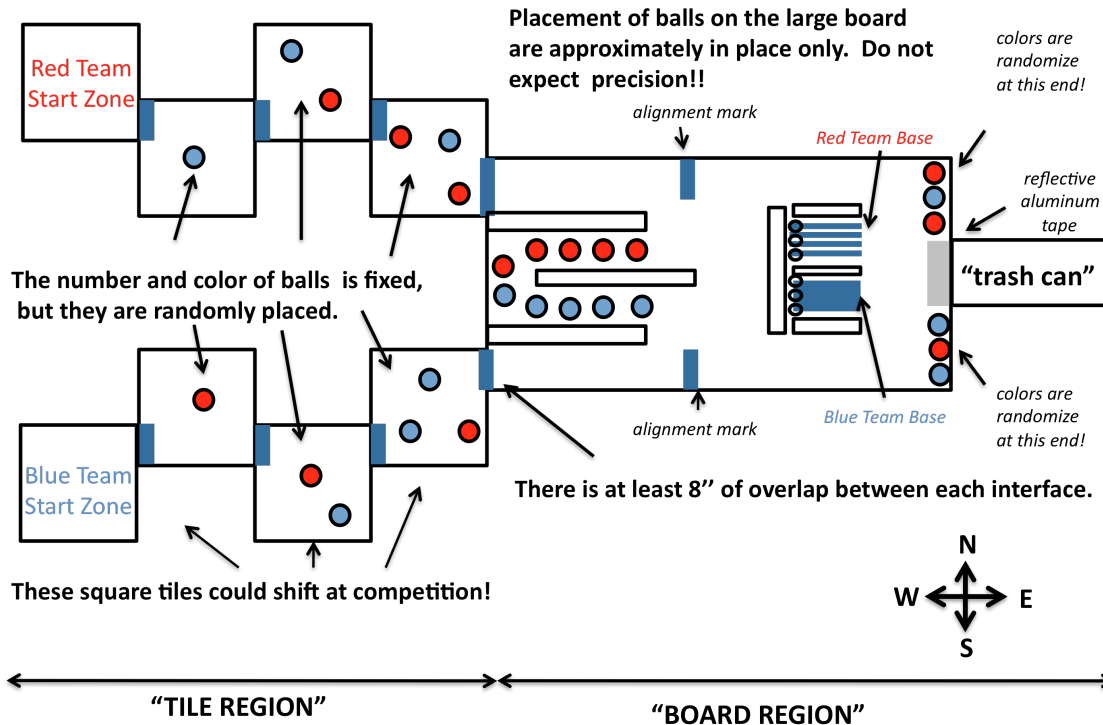 Placement of balls on the large board
are approximately in place only.  Do not
expect  precision!!
colors are
randomize
at this end!
Red Team
Start Zone
alignment mark
Red Team Base
reflective
aluminum
tape
The number and color of balls  is fixed,
but they are randomly placed.
“trash can”
Blue Team Base
alignment mark
colors are
randomize
at this end!
Blue Team
Start Zone
There is at least 8’’ of overlap between each interface.
These square tiles could shift at competition!
N
W
E
S
“TILE REGION”
“BOARD REGION”